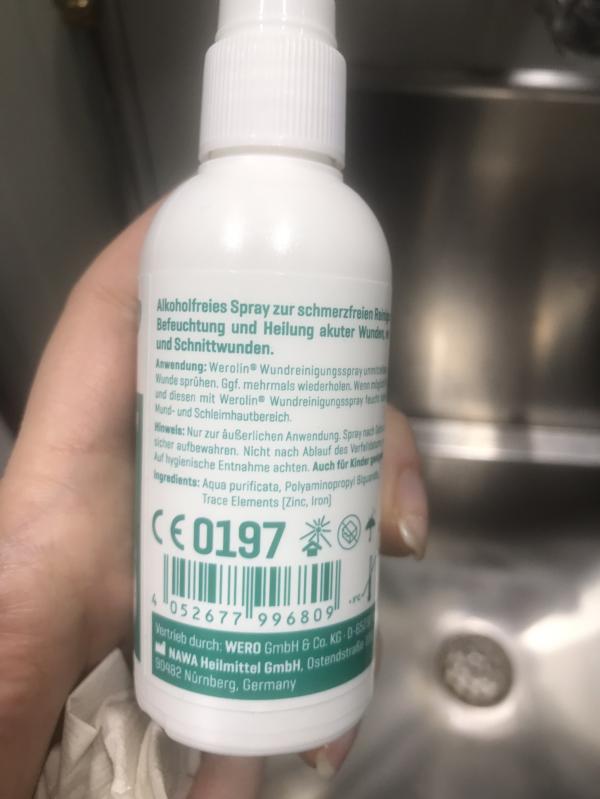 Alkoholfreies Spray zur schmerzfreien
Befeuchtung und Heilung akuter Wunden,
und Schnittwunden.
Anwendung: Werolin® Wundreinigungsspray
Wunde sprühen. Ggf. mehrmals wiederholen. Wenn
und diesen mit Werolin® Wundreinigungsspray feucht
Mund- und Schleimhautbereich.
Hinweis: Nur zur äußerlichen Anwendung. Spray nach
sicher aufbewahren. Nicht nach Ablauf des
Auf hygienische Entnahme achten. Auch für Kinder
Ingredients: Aqua purificata, Polyaminopropyl
Trace Elements [Zinc, Iron]
CE 0197
4 052677 996809
Vertrieb durch: WERO GmbH & Co. KG
NAWA Heilmittel GmbH, Ostendstraße
90482 Nürnberg, Germany